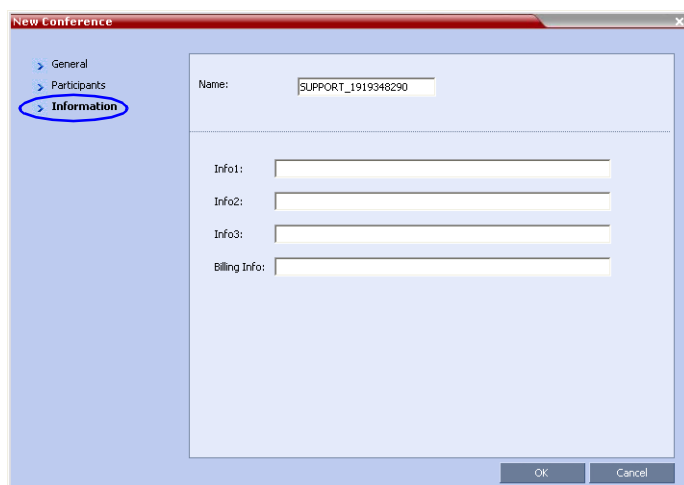 New Conference
General
Participants
Information
Name: SUPPORT_1919348290
Info1:
Info2:
Info3:
Billing Info:
OK Cancel